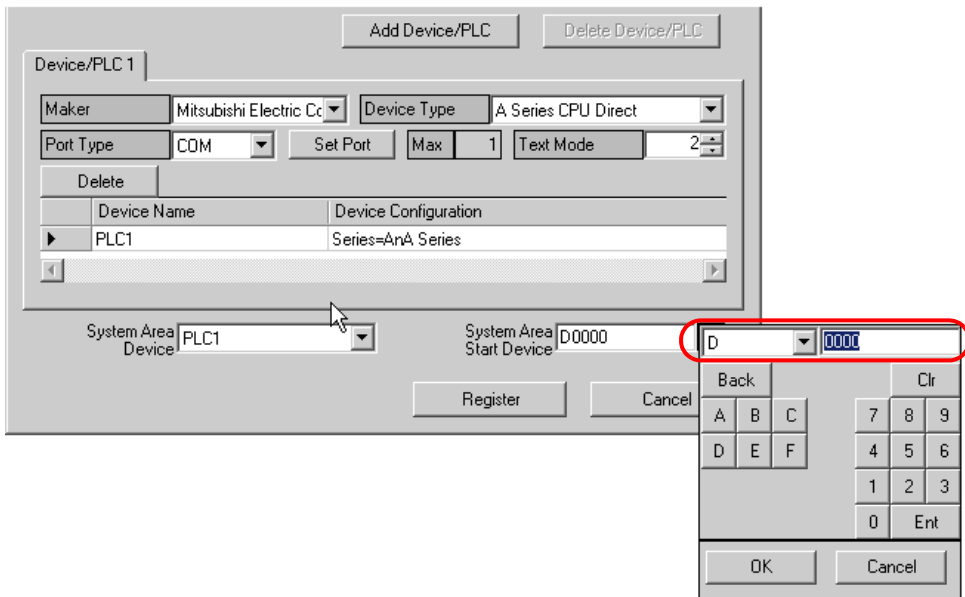 Add Device/PLC Delete Device/PLC
Device/PLC 1
Maker Mitsubishi Electric Cc Device Type A Series CPU Direct
Port Type COM Set Port Max 1 Text Mode 2
Delete
Device Name Device Configuration
PLC1 Series=AnA Series
System Area Device PLC1 System Area Start Device D0000
D 0000
Back Clr
Register Cancel
A B C 7 8 9
D E F 4 5 6
1 2 3
0 Ent
OK Cancel